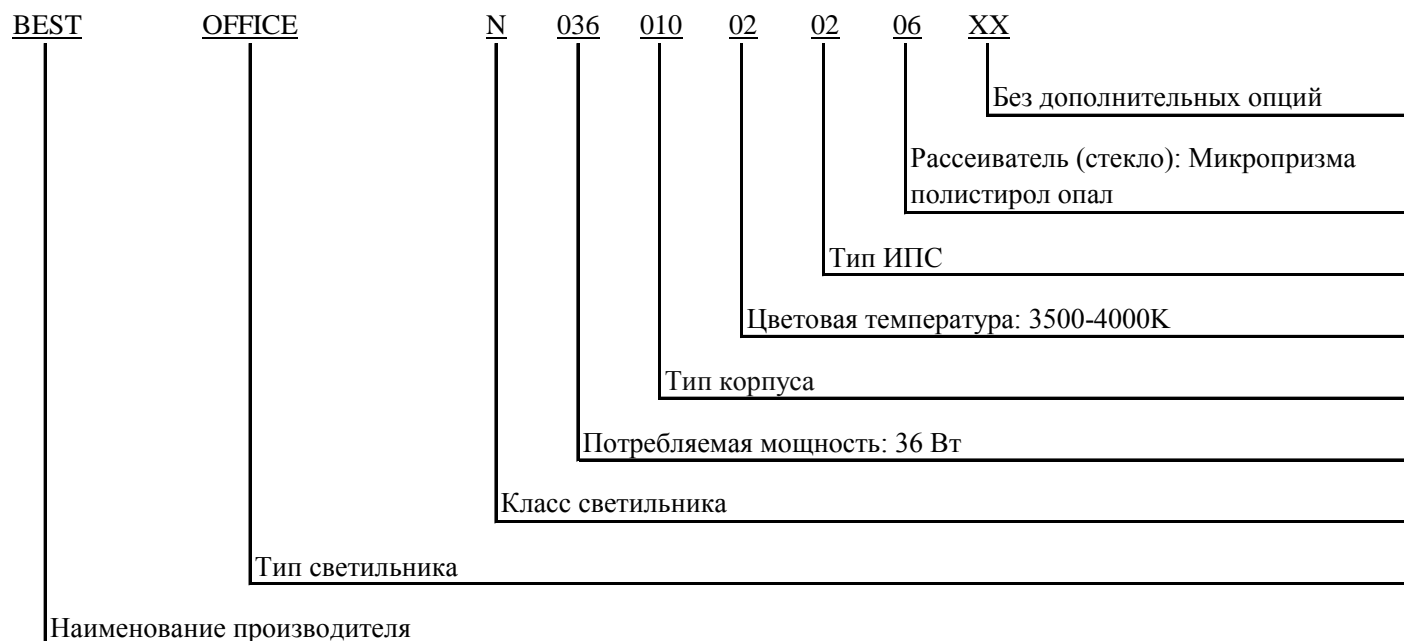 BEST OFFICE N 036 010 02 02 06 XX
Без дополнительных опций
Рассеиватель (стекло): Микропризма
полистирол опал
Тип ИПС
Цветовая температура: 3500-4000K
Тип корпуса
Потребляемая мощность: 36 Вт
Класс светильника
Тип светильника
Наименование производителя